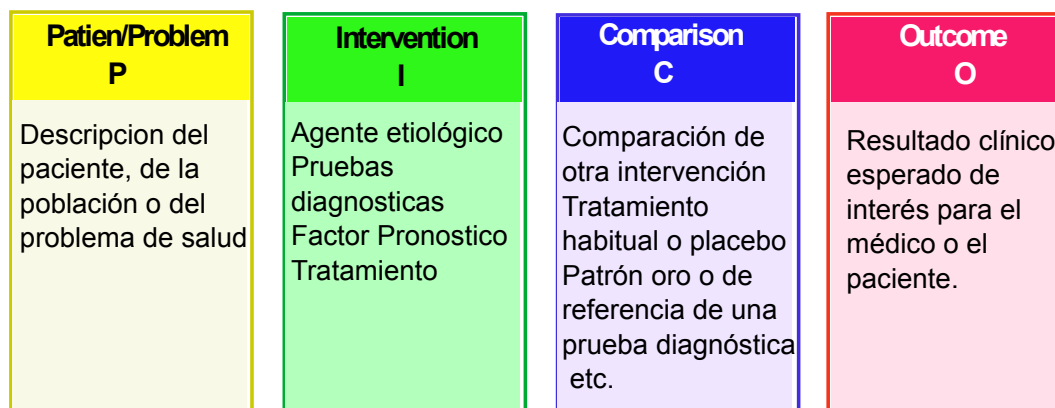 Patien/Problem
P
Descripcion del
paciente, de la
población o del
problema de salud
Intervention
I
Agente etiológico
Pruebas
diagnosticas
Factor Pronostico
Tratamiento
Comparison
C
Comparación de
otra intervención
Tratamiento
habitual o placebo
Patrón oro o de
referencia de una
prueba diagnóstica
etc.
Outcome
O
Resultado clínico
esperado de
interés para el
médico o el
paciente.